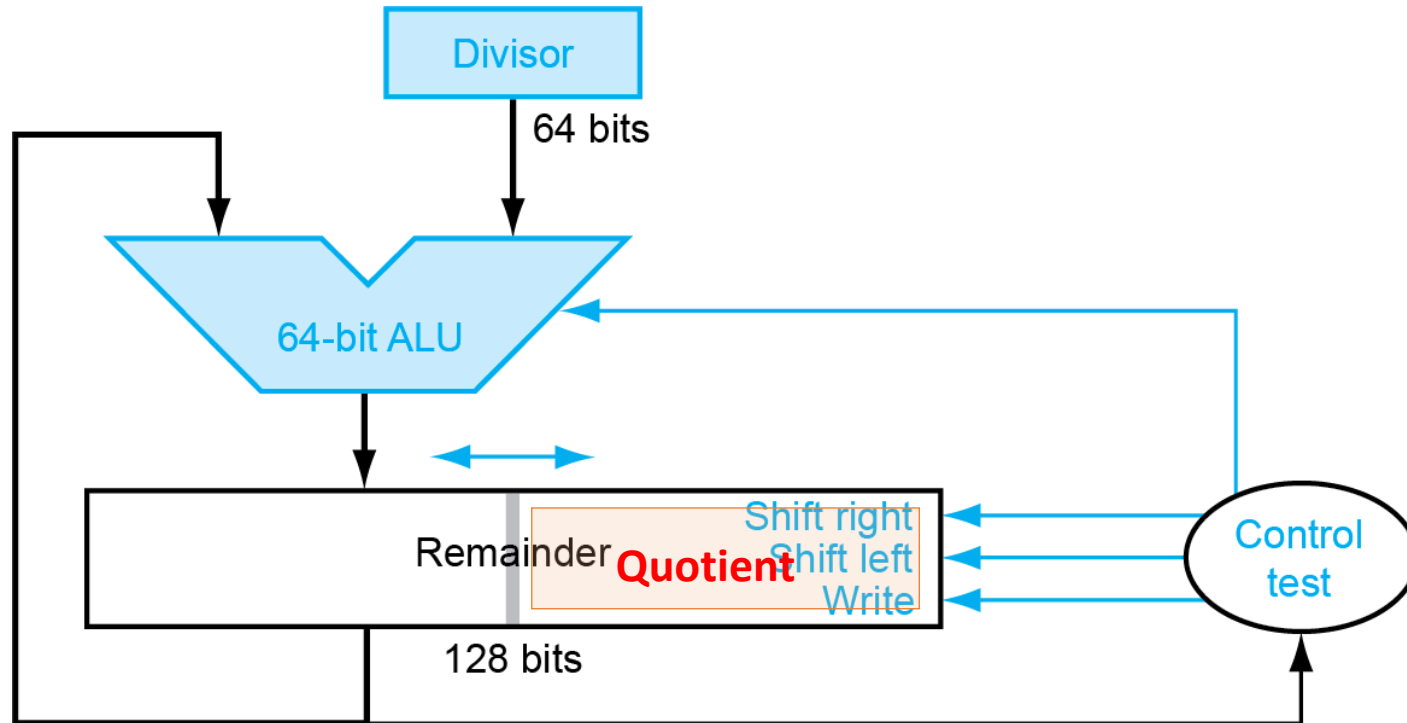 Divisor
64 bits
64-bit ALU
Remainder
Quotient
Shift right
Shift left
Write
128 bits
Control
test